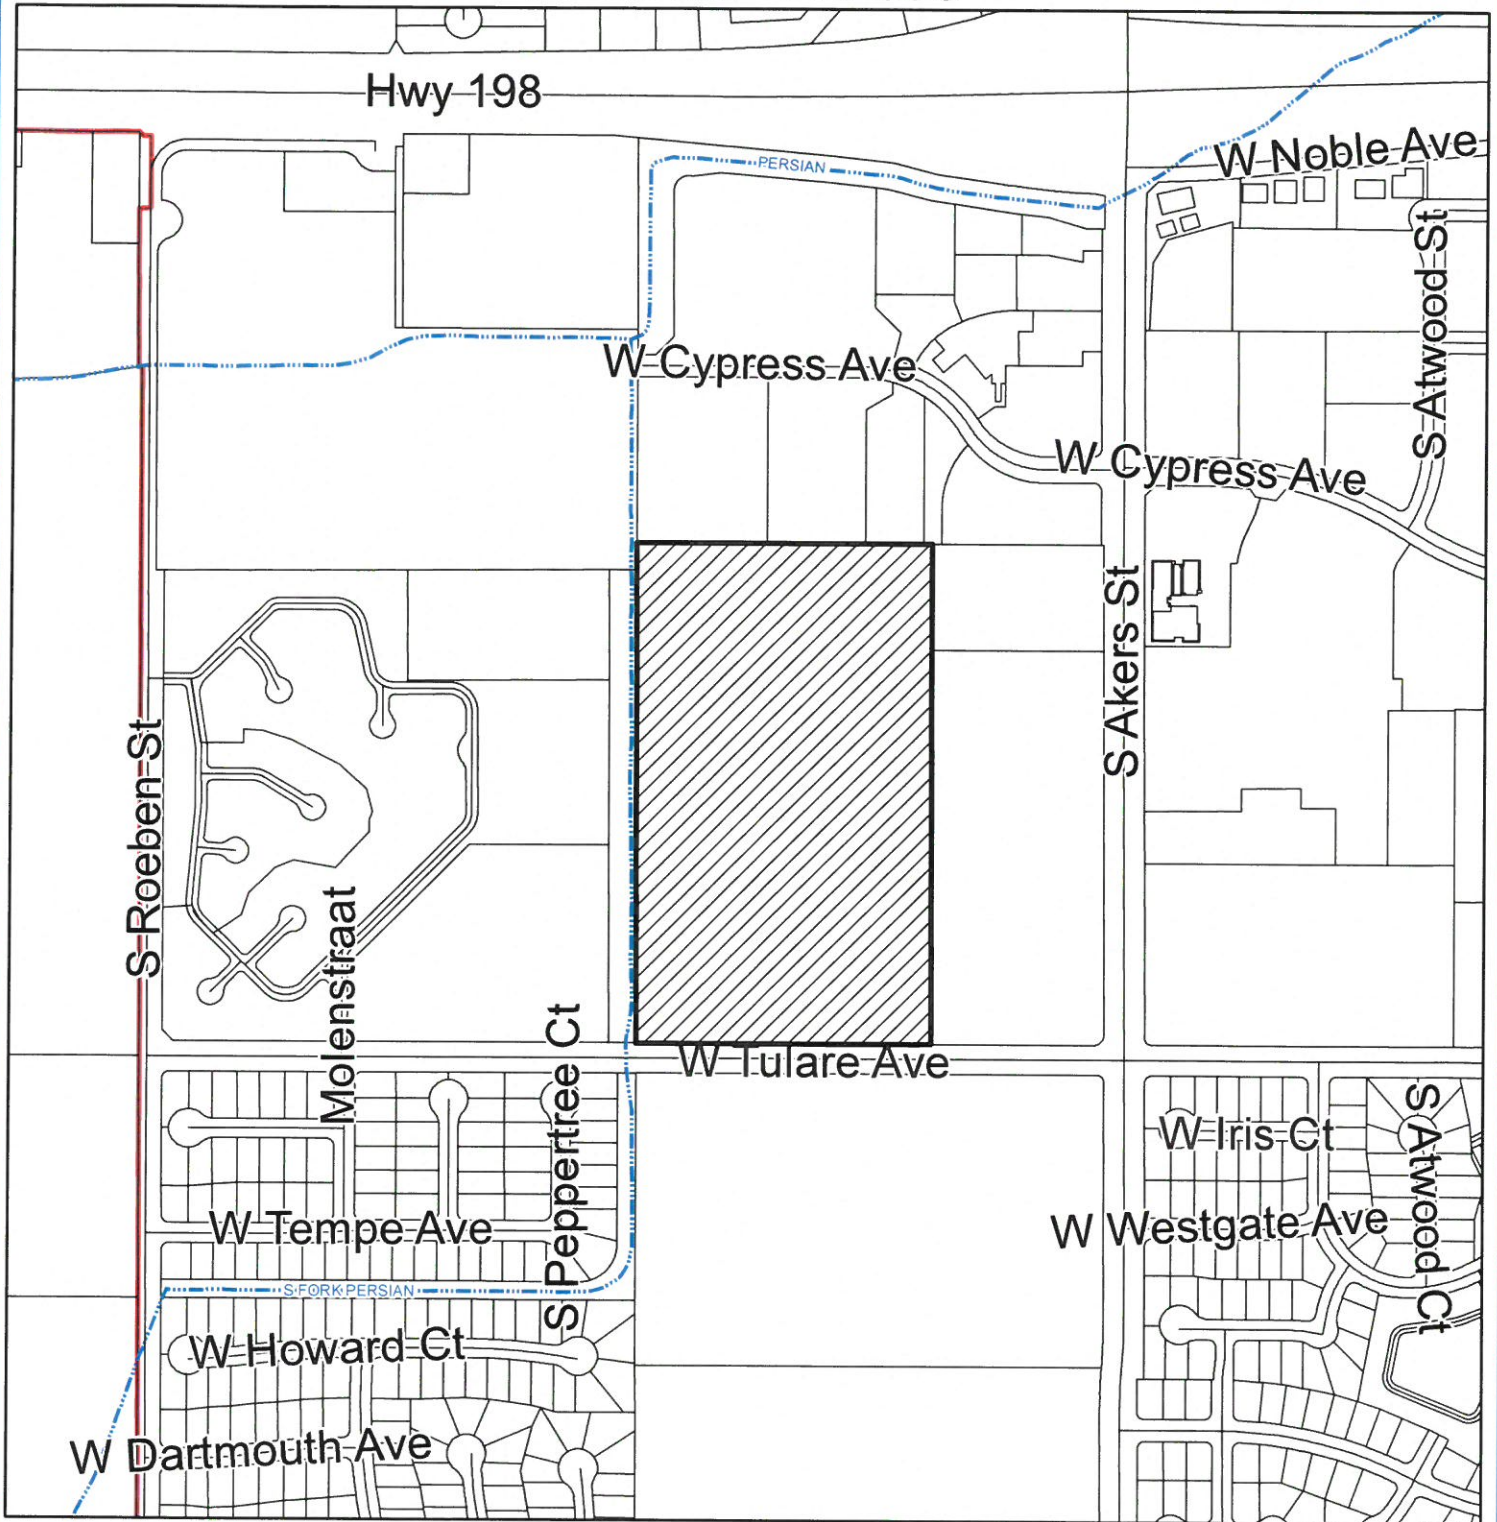 Hwy 198
W Noble Ave
PERSIAN
S Atwood St
W Cypress Ave
W Cypress Ave
S Akers St
S Roeben St
Molenstraat
S Peppertree Ct
W Tulare Ave
W Iris Ct
S Atwood Ct
W Tempe Ave
W Westgate Ave
S FORK PERSIAN
W Howard Ct
W Dartmouth Ave